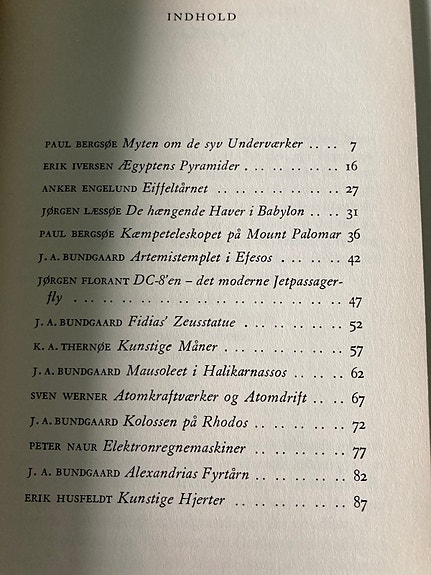 INDHOLD
PAUL BERGSØE Myten om de syv Underværker .. .. 7
ERIK IVERSEN Ægyptens Pyramider . .. .. .. .. .. 16
ANKER ENGELUND Eiffeltårnet .. .. .. .. .. .. .. 27
JØRGEN LÆSSØE De hængende Haver i Babylon .. .. 31
PAUL BERGSØE Kæmpeteleskopet på Mount Palomar 36
J. A. BUNDGAARD Artemistemplet i Efesos . .. .. .. 42
JØRGEN FLORANT DC-8'en – det moderne Jetpassager-
fly . .. .. .. .. .. .. .. .. .. .. .. .. .. .. 47
J. A. BUNDGAARD Fidias' Zeusstatue . .. .. .. .. .. 52
K. A. THERNØE Kunstige Måner . .. .. .. .. .. .. 57
J. A. BUNDGAARD Mausoleet i Halikarnassos . .. .. .. 62
SVEN WERNER Atomkraftværker og Atomdrift .. .. .. 67
J. A. BUNDGAARD Kolossen på Rhodos .. .. .. .. .. 72
PETER NAUR Elektronregnemaskiner .. .. .. .. .. .. 77
J. A. BUNDGAARD Alexandrias Fyrtårn .. .. .. .. .. 82
ERIK HUSFELDT Kunstige Hjerter .. .. .. .. .. .. .. 87